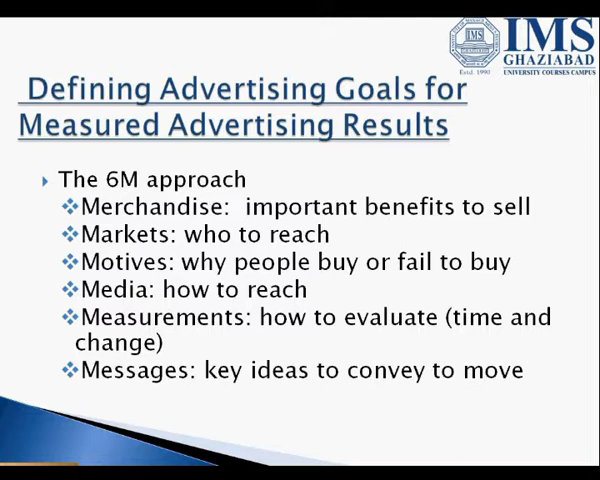 IMS
GHAZIABAD
Estd. 1990
UNIVERSITY COURSES CAMPUS
Defining Advertising Goals for
Measured Advertising Results
The 6M approach
Merchandise: important benefits to sell
Markets: who to reach
Motives: why people buy or fail to buy
Media: how to reach
Measurements: how to evaluate (time and
change)
Messages: key ideas to convey to move